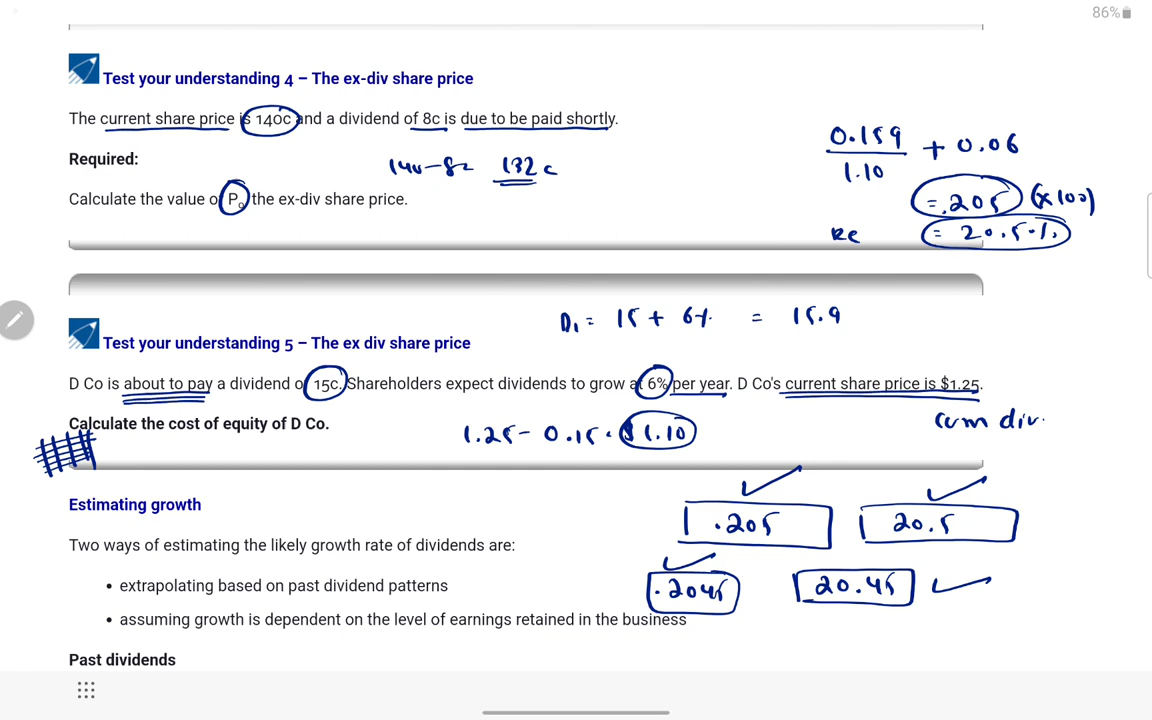 86%
Test your understanding 4 – The ex-div share price
The current share price is 140c and a dividend of 8c is due to be paid shortly.
Required:
140-8c 132c
Calculate the value of P0 the ex-div share price.
0.159
1.10
+ 0.06
= .205 (x100)
Ke = 20.5%
D1 = 15 + 6% = 15.9
Test your understanding 5 – The ex div share price
D Co is about to pay a dividend of 15c. Shareholders expect dividends to grow at 6% per year. D Co's current share price is $1.25.
Calculate the cost of equity of D Co.
1.25 - 0.15 = $1.10
cum div.
Estimating growth
.205 20.5
Two ways of estimating the likely growth rate of dividends are:
• extrapolating based on past dividend patterns
.2045 20.45
• assuming growth is dependent on the level of earnings retained in the business
Past dividends